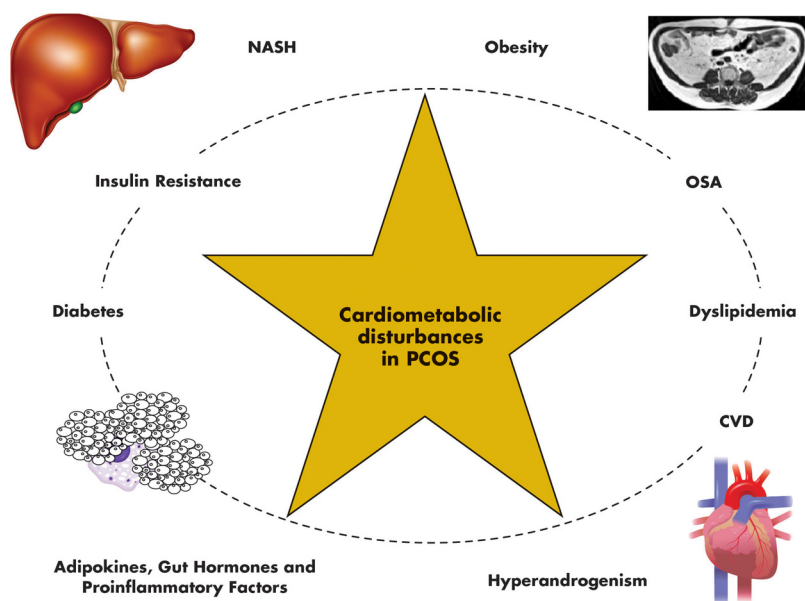 NASH
Obesity
Insulin Resistance
OSA
Diabetes
Cardiometabolic
disturbances
in PCOS
Dyslipidemia
CVD
Adipokines, Gut Hormones and
Proinflammatory Factors
Hyperandrogenism